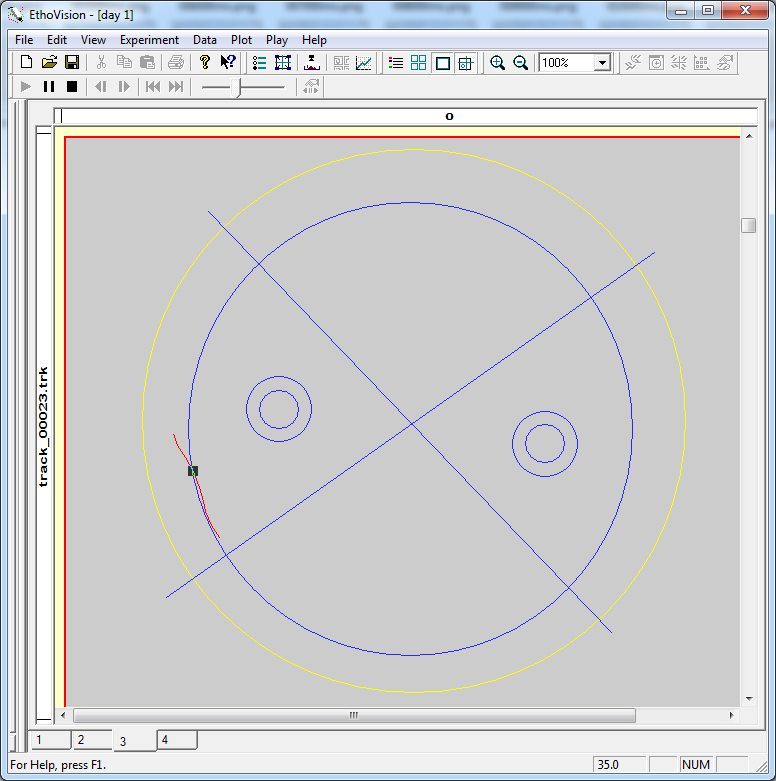 EthoVision - [day 1]
File Edit View Experiment Data Plot Play Help
100%
o
track_00023.trk
1 2 3 4
For Help, press F1. 35.0 NUM